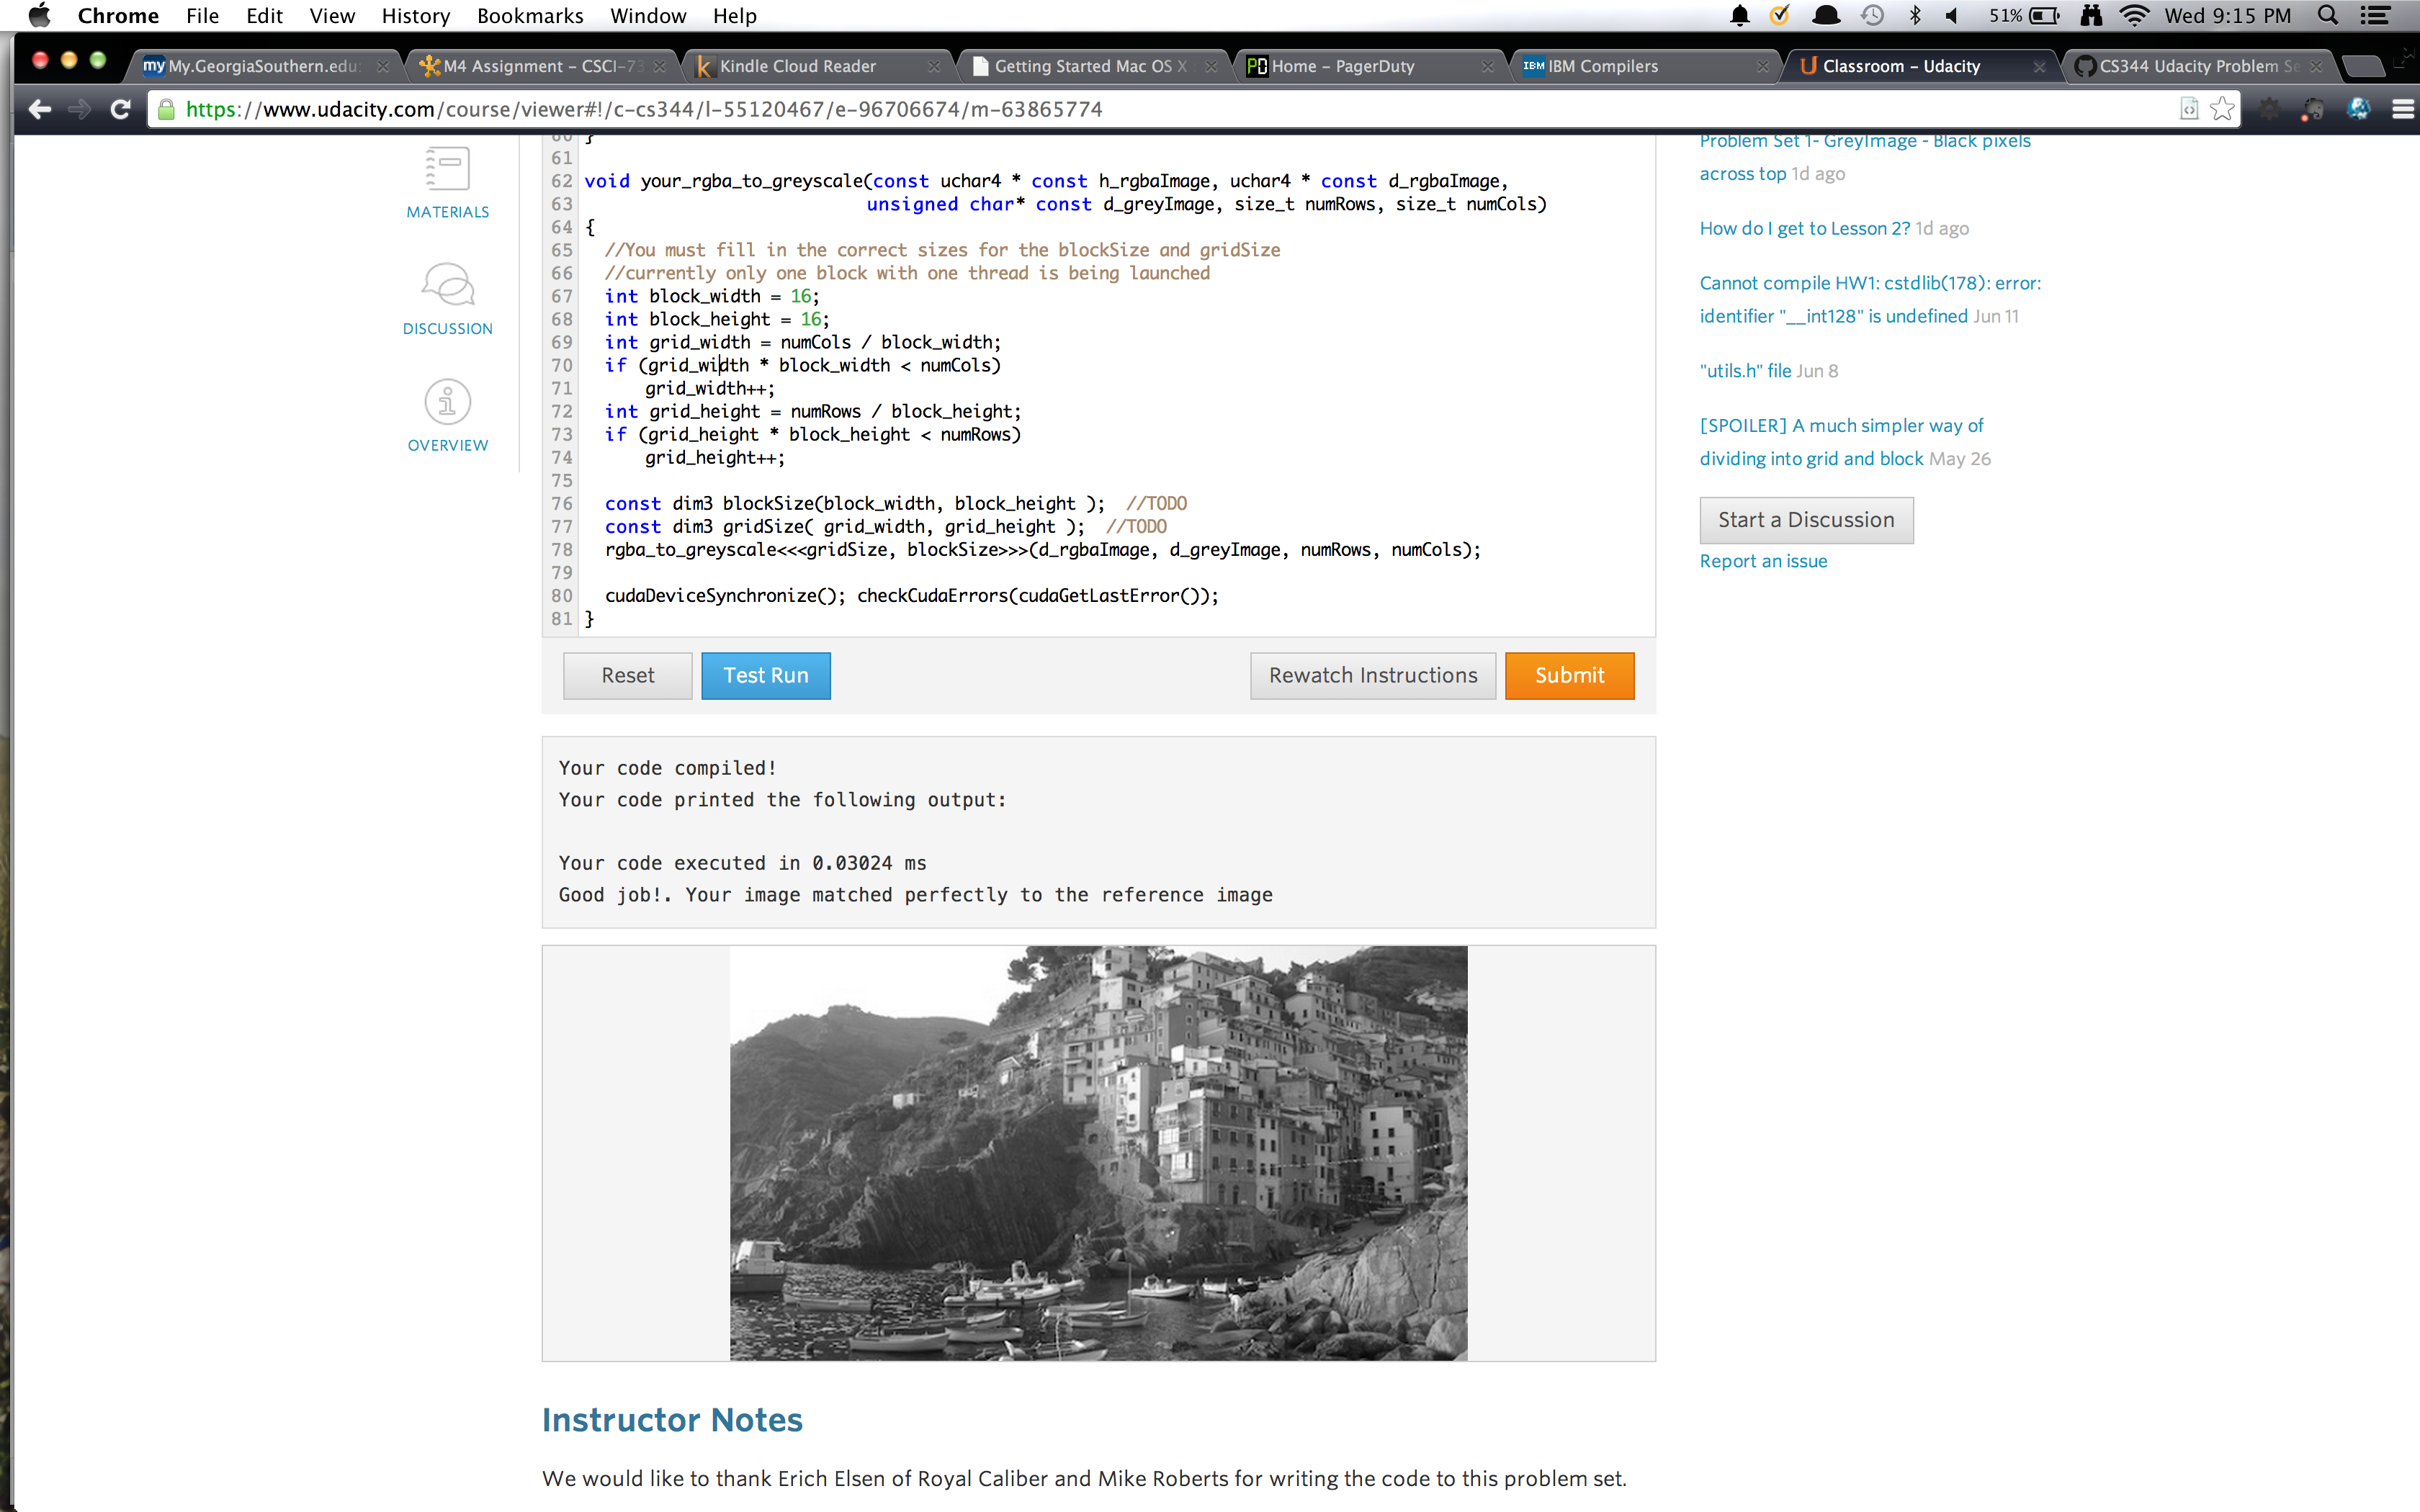 Chrome File Edit View History Bookmarks Window Help 51% Wed 9:15 PM
my My.GeorgiaSouthern.edu: M4 Assignment – CSCI-73 k Kindle Cloud Reader Getting Started Mac OS X PD Home – PagerDuty IBM IBM Compilers U Classroom – Udacity CS344 Udacity Problem Se
https://www.udacity.com/course/viewer#!/c-cs344/l-55120467/e-96706674/m-63865774
MATERIALS
DISCUSSION
OVERVIEW
60 }
61
62 void your_rgba_to_greyscale(const uchar4 * const h_rgbaImage, uchar4 * const d_rgbaImage,
63 unsigned char* const d_greyImage, size_t numRows, size_t numCols)
64 {
65 //You must fill in the correct sizes for the blockSize and gridSize
66 //currently only one block with one thread is being launched
67 int block_width = 16;
68 int block_height = 16;
69 int grid_width = numCols / block_width;
70 if (grid_width * block_width < numCols)
71 grid_width++;
72 int grid_height = numRows / block_height;
73 if (grid_height * block_height < numRows)
74 grid_height++;
75
76 const dim3 blockSize(block_width, block_height ); //TODO
77 const dim3 gridSize( grid_width, grid_height ); //TODO
78 rgba_to_greyscale<<<gridSize, blockSize>>>(d_rgbaImage, d_greyImage, numRows, numCols);
79
80 cudaDeviceSynchronize(); checkCudaErrors(cudaGetLastError());
81 }
Reset Test Run Rewatch Instructions Submit
Your code compiled!
Your code printed the following output:
Your code executed in 0.03024 ms
Good job!. Your image matched perfectly to the reference image
Instructor Notes
We would like to thank Erich Elsen of Royal Caliber and Mike Roberts for writing the code to this problem set.
Problem Set 1- GreyImage - Black pixels
across top 1d ago
How do I get to Lesson 2? 1d ago
Cannot compile HW1: cstdlib(178): error:
identifier "__int128" is undefined Jun 11
"utils.h" file Jun 8
[SPOILER] A much simpler way of
dividing into grid and block May 26
Start a Discussion
Report an issue